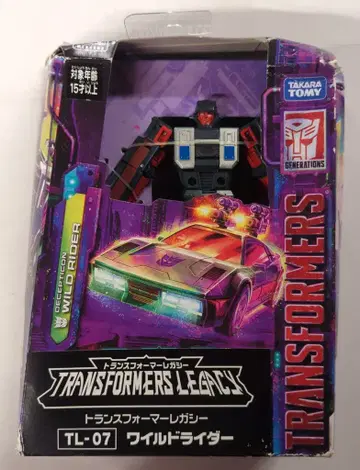 対象年齢
15才以上
TAKARA
TOMY
GENERATIONS
TRANSFORMERS
DECEPTICON
WILD RIDER
トランスフォーマーレガシー
TRANSFORMERS LEGACY
トランスフォーマーレガシー
TL-07 ワイルドライダー